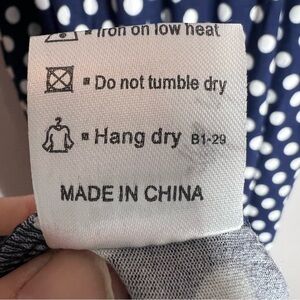 - Iron on low heat
- Do not tumble dry
- Hang dry B1-29
MADE IN CHINA